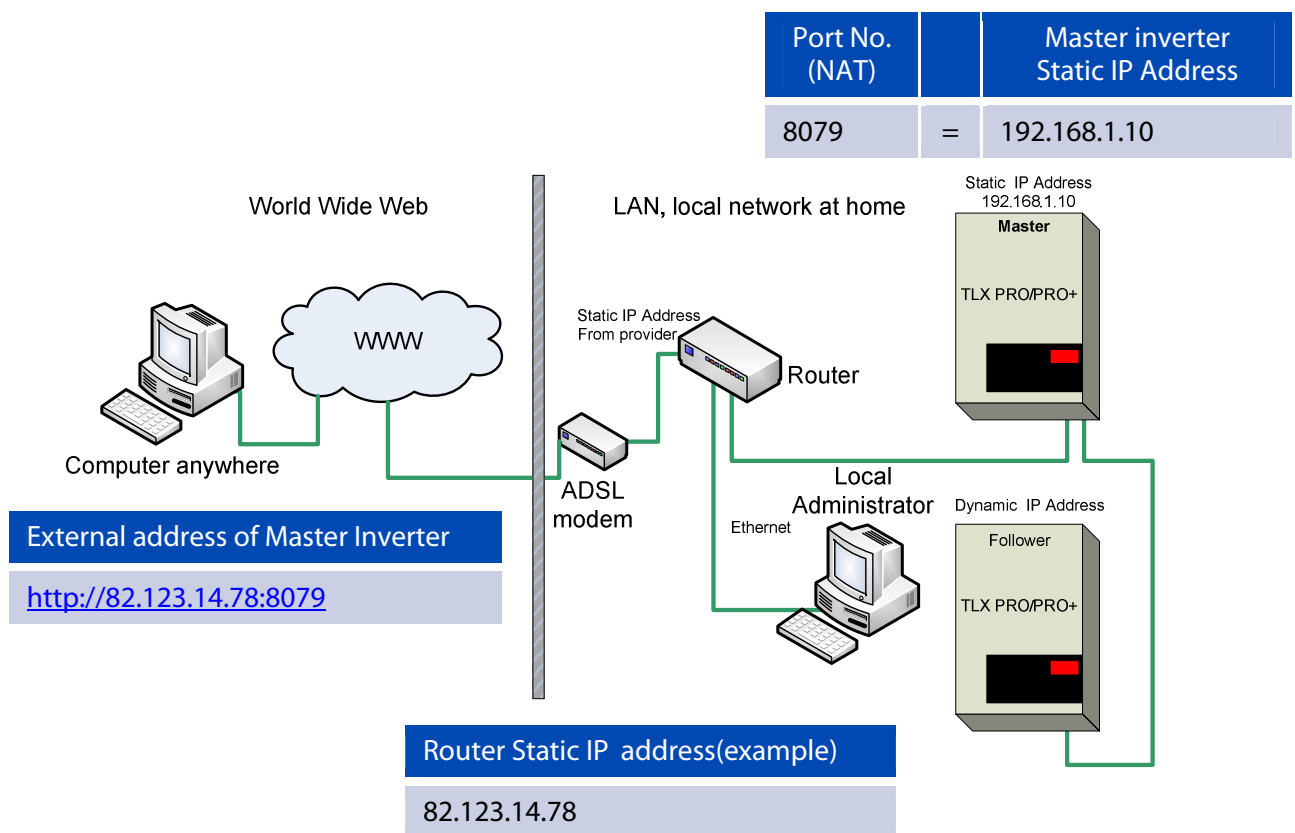 Port No.
(NAT)
Master inverter
Static IP Address
8079
=
192.168.1.10
World Wide Web
LAN, local network at home
Static IP Address
192.168.1.10
Master
TLX PRO/PRO+
WWW
Static IP Address
From provider
Router
Computer anywhere
ADSL
modem
Local
Administrator
Ethernet
Dynamic IP Address
Follower
TLX PRO/PRO+
External address of Master Inverter
http://82.123.14.78:8079
Router Static IP address(example)
82.123.14.78